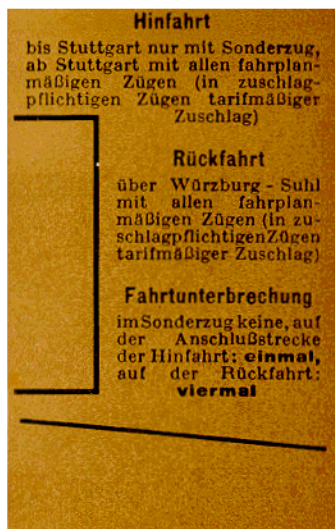 Hinfahrt
bis Stuttgart nur mit Sonderzug,
ab Stuttgart mit allen fahrplan-
mäßigen Zügen (in zuschlag-
pflichtigen Zügen tarifmäßiger
Zuschlag)
Rückfahrt
über Würzburg - Suhl
mit allen fahrplan-
mäßigen Zügen (in zu-
schlagpflichtigen Zügen
tarifmäßiger Zuschlag)
Fahrtunterbrechung
im Sonderzug keine, auf
der Anschlußstrecke
der Hinfahrt: einmal,
auf der Rückfahrt:
viermal